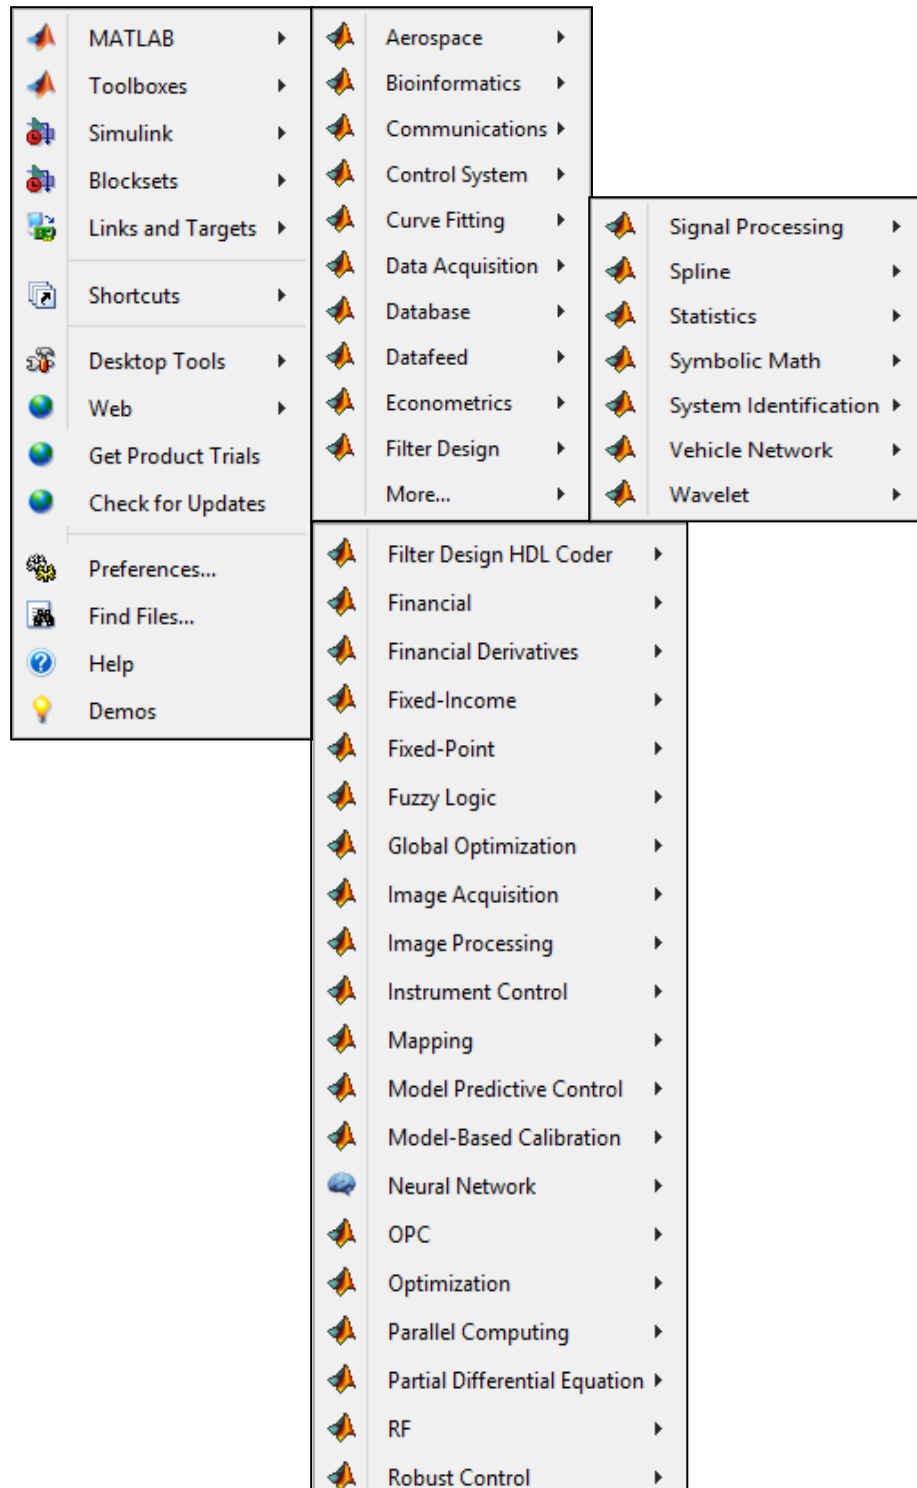 MATLAB
Toolboxes
Simulink
Blocksets
Links and Targets
Shortcuts
Desktop Tools
Web
Get Product Trials
Check for Updates
Preferences...
Find Files...
Help
Demos
Aerospace
Bioinformatics
Communications
Control System
Curve Fitting
Data Acquisition
Database
Datafeed
Econometrics
Filter Design
More...
Filter Design HDL Coder
Financial
Financial Derivatives
Fixed-Income
Fixed-Point
Fuzzy Logic
Global Optimization
Image Acquisition
Image Processing
Instrument Control
Mapping
Model Predictive Control
Model-Based Calibration
Neural Network
OPC
Optimization
Parallel Computing
Partial Differential Equation
RF
Robust Control
Signal Processing
Spline
Statistics
Symbolic Math
System Identification
Vehicle Network
Wavelet